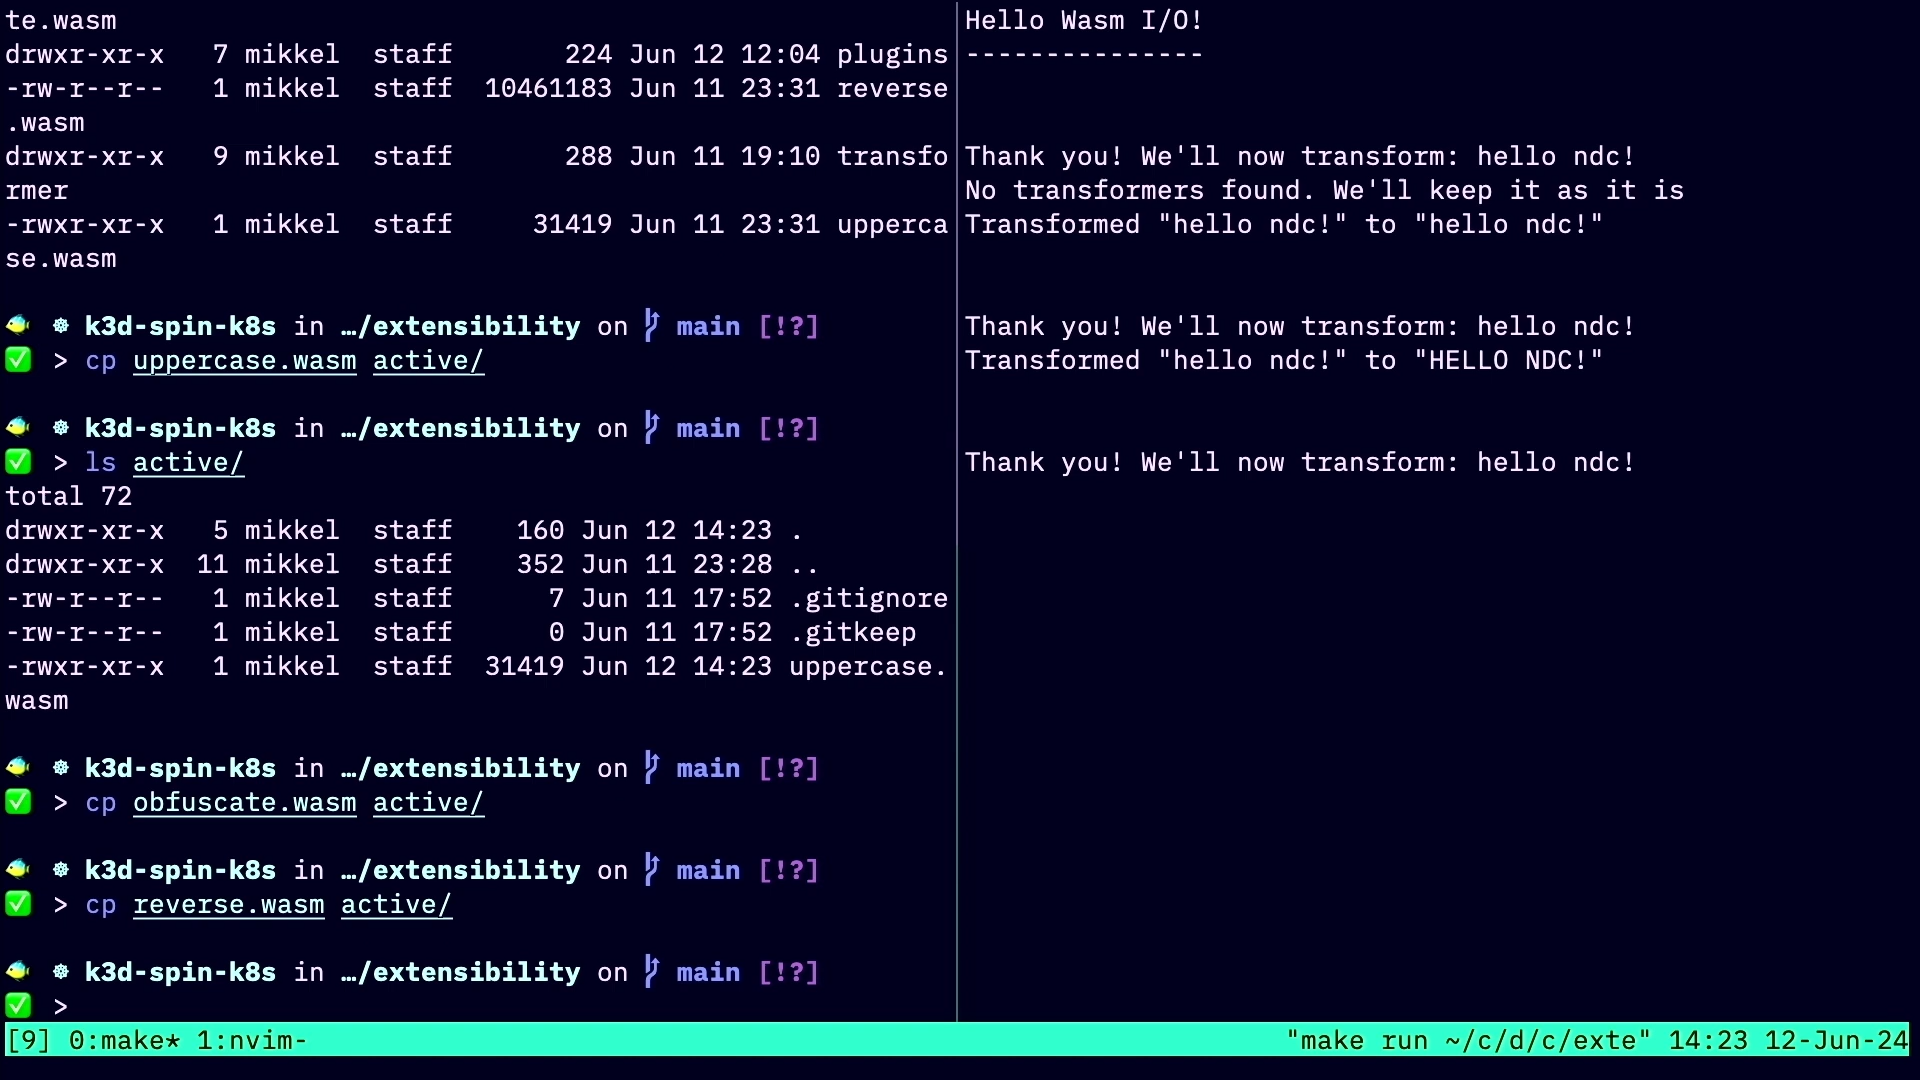 te.wasm
drwxr-xr-x   7 mikkel  staff       224 Jun 12 12:04 plugins
-rw-r--r--   1 mikkel  staff  10461183 Jun 11 23:31 reverse
.wasm
drwxr-xr-x   9 mikkel  staff       288 Jun 11 19:10 transfo
rmer
-rwxr-xr-x   1 mikkel  staff     31419 Jun 11 23:31 upperca
se.wasm
k3d-spin-k8s in …/extensibility on main [!?]
> cp uppercase.wasm active/
k3d-spin-k8s in …/extensibility on main [!?]
> ls active/
total 72
drwxr-xr-x   5 mikkel  staff    160 Jun 12 14:23 .
drwxr-xr-x  11 mikkel  staff    352 Jun 11 23:28 ..
-rw-r--r--   1 mikkel  staff      7 Jun 11 17:52 .gitignore
-rw-r--r--   1 mikkel  staff      0 Jun 11 17:52 .gitkeep
-rwxr-xr-x   1 mikkel  staff  31419 Jun 12 14:23 uppercase.
wasm
k3d-spin-k8s in …/extensibility on main [!?]
> cp obfuscate.wasm active/
k3d-spin-k8s in …/extensibility on main [!?]
> cp reverse.wasm active/
k3d-spin-k8s in …/extensibility on main [!?]
>
Hello Wasm I/O!
---------------
Thank you! We'll now transform: hello ndc!
No transformers found. We'll keep it as it is
Transformed "hello ndc!" to "hello ndc!"
Thank you! We'll now transform: hello ndc!
Transformed "hello ndc!" to "HELLO NDC!"
Thank you! We'll now transform: hello ndc!
[9] 0:make* 1:nvim- "make run ~/c/d/c/exte" 14:23 12-Jun-24